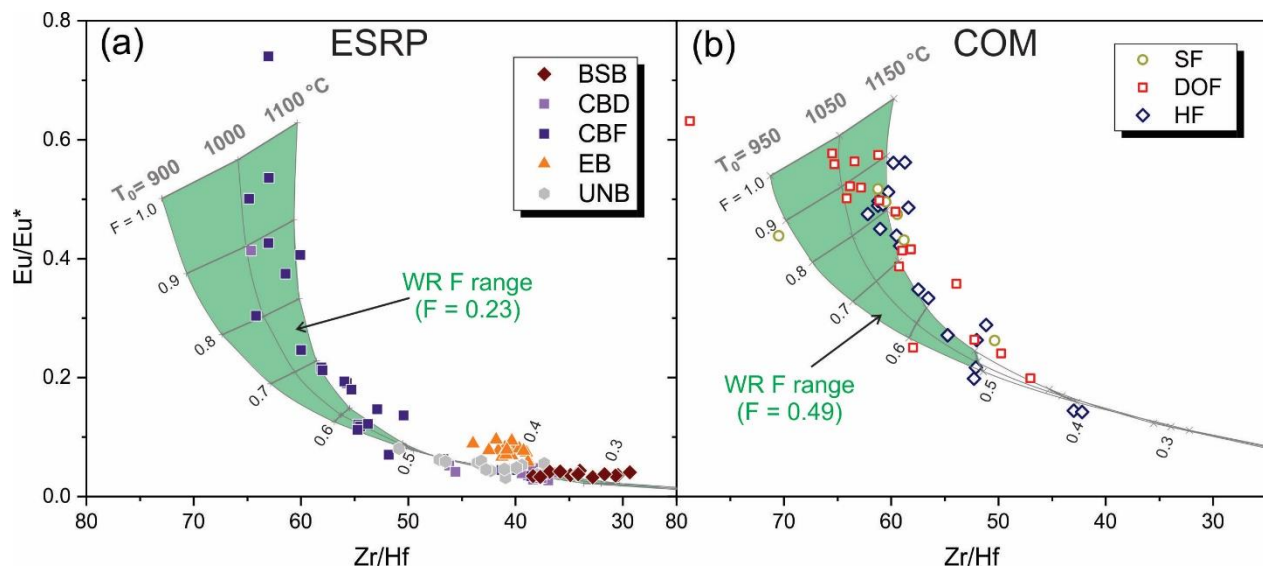 (a) ESRP
BSB
CBD
CBF
EB
UNB
T₀= 900 1000 1100 °C
F = 1.0
0.9
0.8
0.7
0.6
0.5
0.4
0.3
WR F range
(F = 0.23)
Eu/Eu*
0.8
0.6
0.4
0.2
0.0
80 70 60 50 40 30
Zr/Hf
(b) COM
SF
DOF
HF
T₀= 950 1050 1150 °C
F = 1.0
0.9
0.8
0.7
0.6
0.5
0.4
0.3
WR F range
(F = 0.49)
80 70 60 50 40 30
Zr/Hf